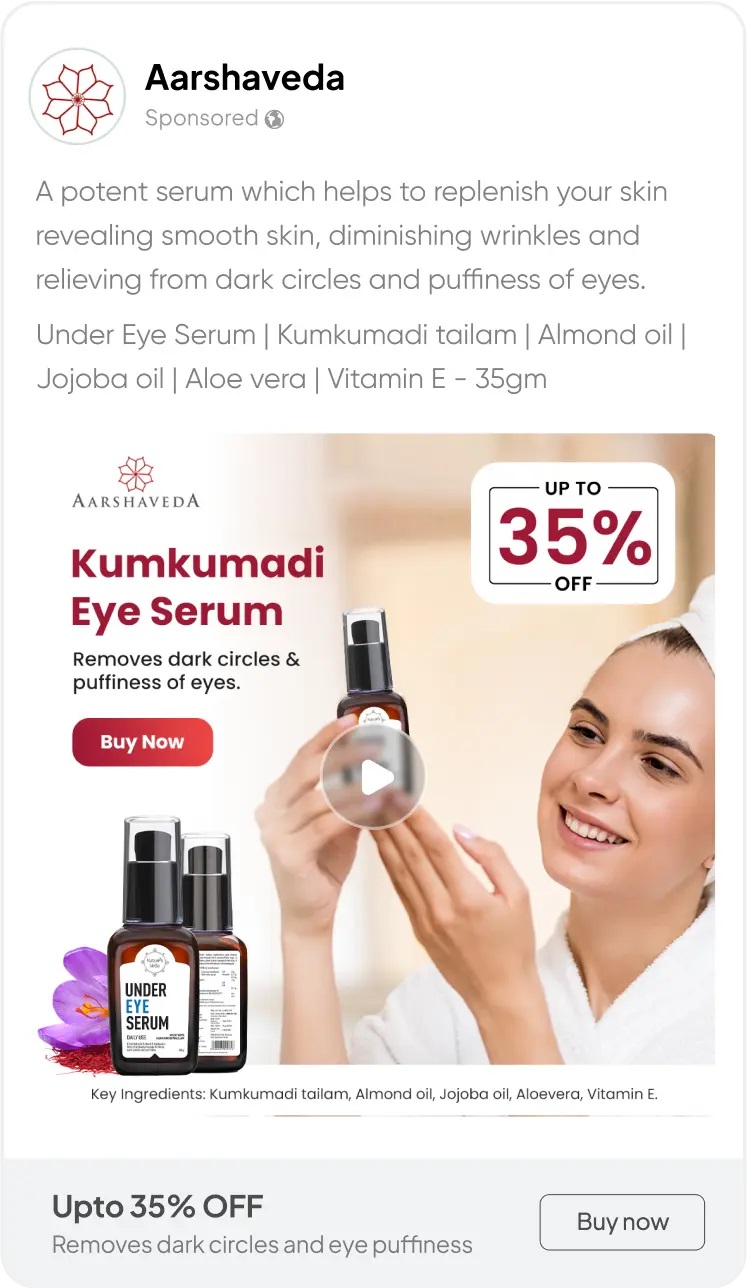 Aarshaveda
Sponsored
A potent serum which helps to replenish your skin
revealing smooth skin, diminishing wrinkles and
relieving from dark circles and puffiness of eyes.
Under Eye Serum | Kumkumadi tailam | Almond oil |
Jojoba oil | Aloe vera | Vitamin E - 35gm
AARSHAVEDA
Kumkumadi
Eye Serum
Removes dark circles &
puffiness of eyes.
Buy Now
UP TO
35%
OFF
UNDER
EYE
SERUM
DAILY USE
Key Ingredients: Kumkumadi tailam, Almond oil, Jojoba oil, Aloevera, Vitamin E.
Upto 35% OFF
Removes dark circles and eye puffiness
Buy now